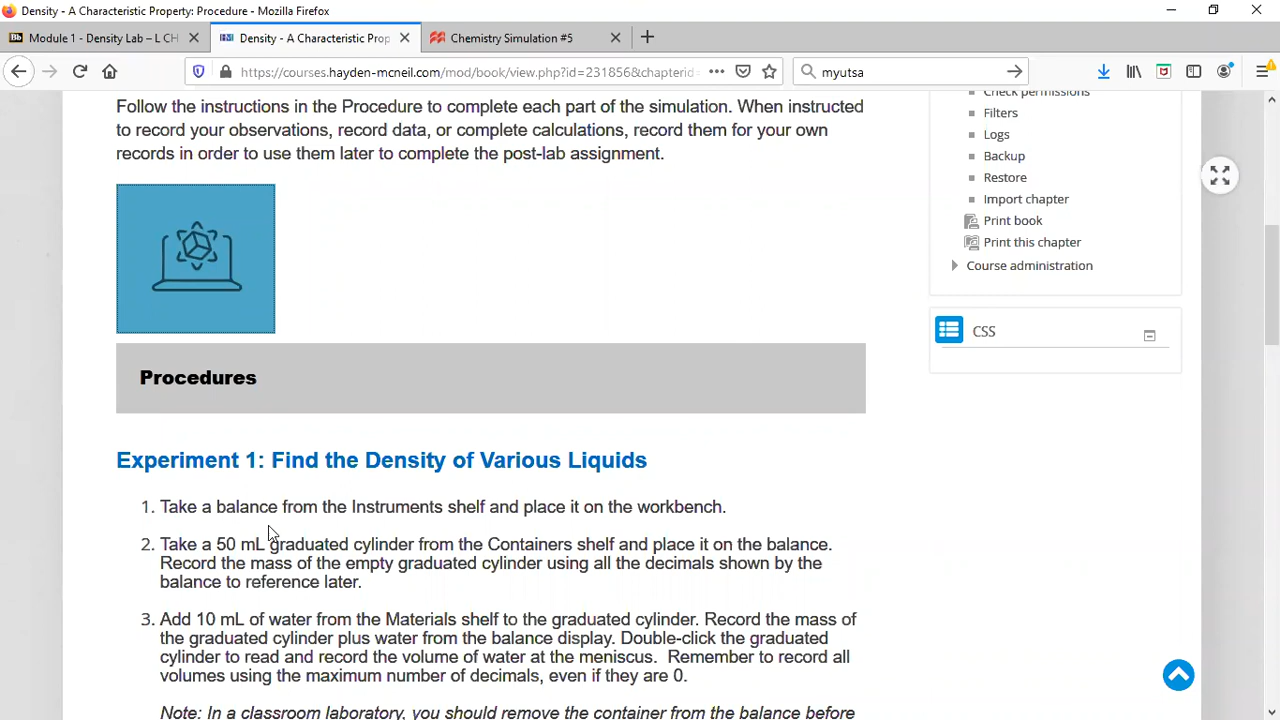 Density - A Characteristic Property: Procedure - Mozilla Firefox
Bb Module 1 - Density Lab – L CH
HM Density - A Characteristic Prop
Chemistry Simulation #5
https://courses.hayden-mcneil.com/mod/book/view.php?id=231856&chapterid=
myutsa
Follow the instructions in the Procedure to complete each part of the simulation. When instructed
to record your observations, record data, or complete calculations, record them for your own
records in order to use them later to complete the post-lab assignment.
Procedures
Experiment 1: Find the Density of Various Liquids
1. Take a balance from the Instruments shelf and place it on the workbench.
2. Take a 50 mL graduated cylinder from the Containers shelf and place it on the balance.
Record the mass of the empty graduated cylinder using all the decimals shown by the
balance to reference later.
3. Add 10 mL of water from the Materials shelf to the graduated cylinder. Record the mass of
the graduated cylinder plus water from the balance display. Double-click the graduated
cylinder to read and record the volume of water at the meniscus. Remember to record all
volumes using the maximum number of decimals, even if they are 0.
Note: In a classroom laboratory, you should remove the container from the balance before
Check permissions
Filters
Logs
Backup
Restore
Import chapter
Print book
Print this chapter
Course administration
CSS